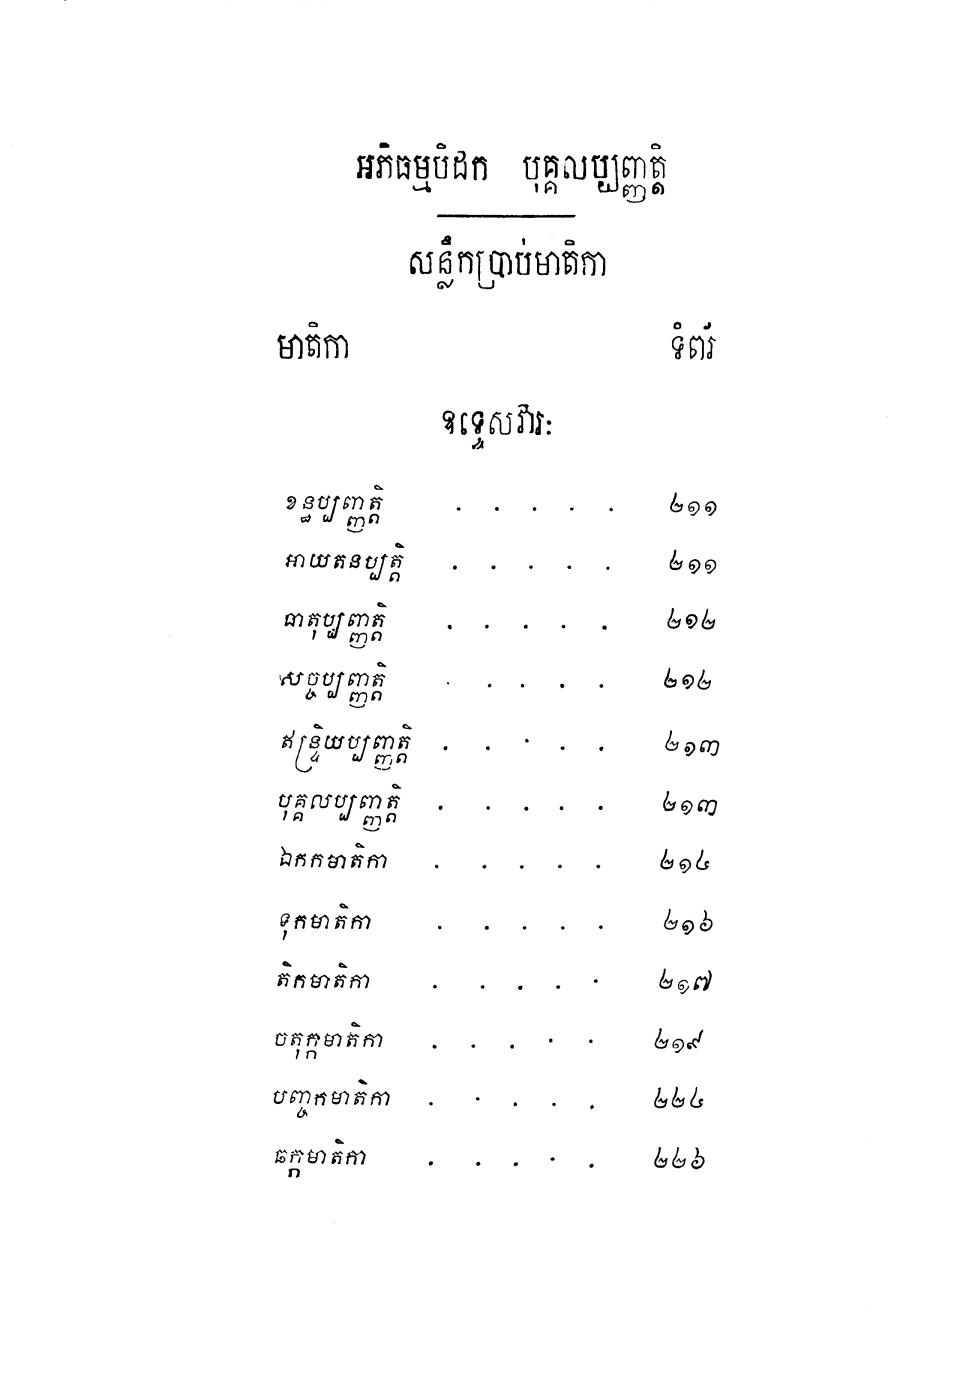 អភិធម្មបិដក បុគ្គលប្បញ្ញត្តិ
សន្លឹកប្រាប់មាតិកា
មាតិកា ទំព័រ
ឧទ្ទេសវារៈ
ខន្ធប្បញ្ញត្តិ . . . . . ២១១
អាយតនប្បត្តិ . . . . . ២១១
ធាតុប្បញ្ញត្តិ . . . . . ២១២
សច្ចប្បញ្ញត្តិ . . . . . ២១២
ឥន្ទ្រិយប្បញ្ញត្តិ . . . . . ២១៣
បុគ្គលប្បញ្ញត្តិ . . . . . ២១៣
ឯកកមាតិកា . . . . . ២១៤
ទុកមាតិកា . . . . . ២១៦
តិកមាតិកា . . . . . ២១៧
ចតុក្កមាតិកា . . . . . ២១៩
បញ្ចកមាតិកា . . . . . ២២៤
ឆក្កមាតិកា . . . . . ២២៦